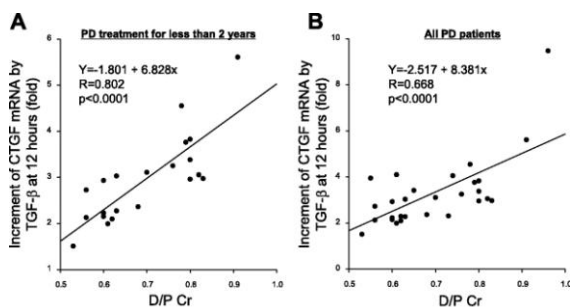 A
PD treatment for less than 2 years
Y=-1.801 + 6.828x
R=0.802
p<0.0001
Increment of CTGF mRNA by
TGF-β at 12 hours (fold)
6
5
4
3
2
1
0.5
0.6
0.7
0.8
0.9
1.0
D/P Cr
B
All PD patients
Y=-2.517 + 8.381x
R=0.668
p<0.0001
Increment of CTGF mRNA by
TGF-β at 12 hours (fold)
10
8
6
4
2
0
0.5
0.6
0.7
0.8
0.9
1.0
D/P Cr